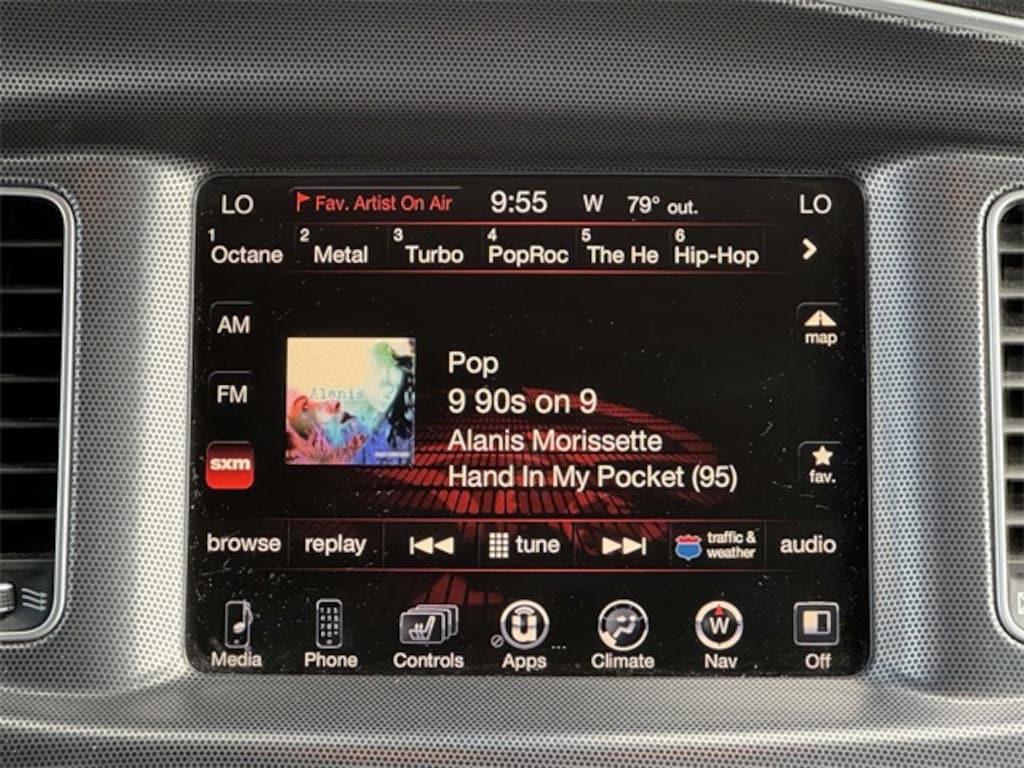 LO Fav. Artist On Air 9:55 W 79° out. LO
1 Octane 2 Metal 3 Turbo 4 PopRoc 5 The He 6 Hip-Hop
AM
map
Pop
FM
9 90s on 9
Alanis
Alanis Morissette
sxm
Hand In My Pocket (95)
fav.
browse replay tune traffic & weather audio
W
Media Phone Controls Apps Climate Nav Off